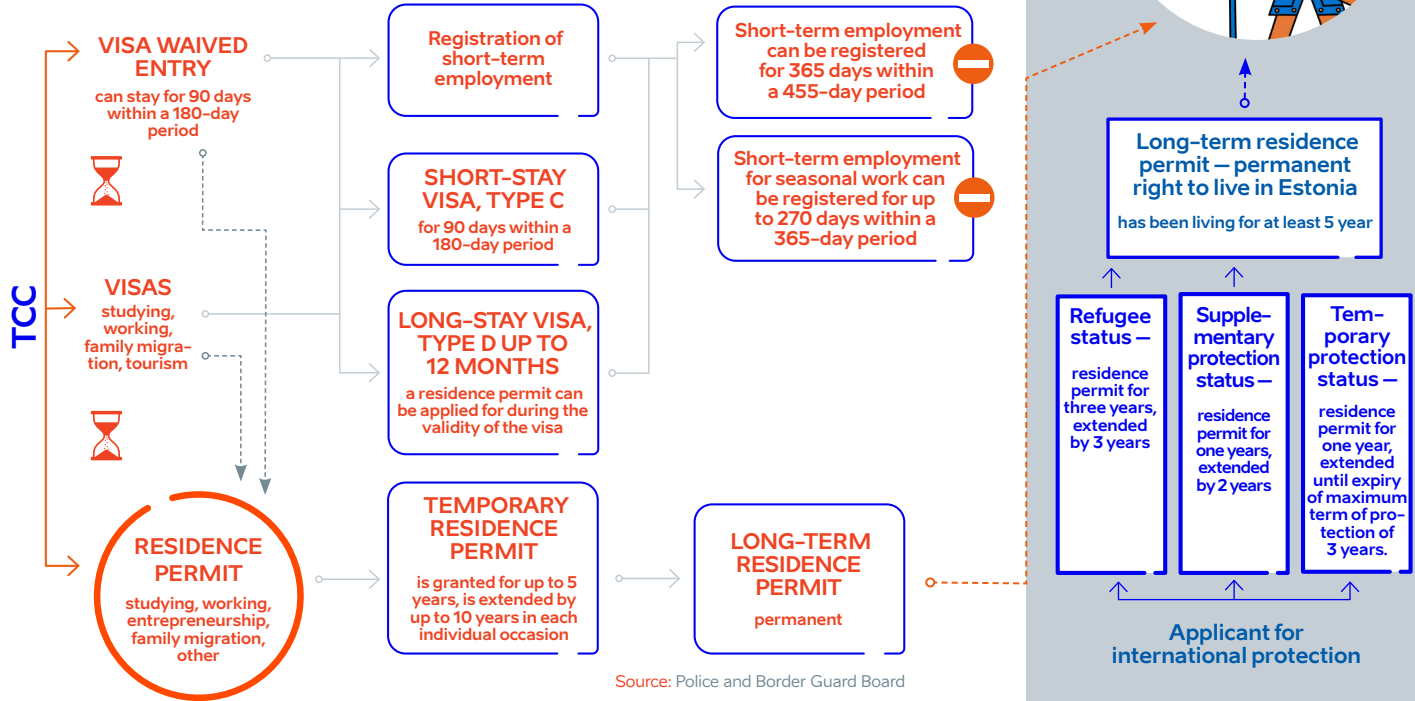 TCC
VISA WAIVED
ENTRY
can stay for 90 days
within a 180-day
period
VISAS
studying,
working,
family migra-
tion, tourism
RESIDENCE
PERMIT
studying, working,
entrepreneurship,
family migration,
other
Registration of
short-term
employment
SHORT-STAY
VISA, TYPE C
for 90 days within a
180-day period
LONG-STAY VISA,
TYPE D UP TO
12 MONTHS
a residence permit can
be applied for during the
validity of the visa
TEMPORARY
RESIDENCE
PERMIT
is granted for up to 5
years, is extended by
up to 10 years in each
individual occasion
Short-term employment
can be registered
for 365 days within
a 455-day period
Short-term employment
for seasonal work can
be registered for up
to 270 days within a
365-day period
LONG-TERM
RESIDENCE
PERMIT
permanent
Source: Police and Border Guard Board
Long-term residence
permit — permanent
right to live in Estonia
has been living for at least 5 year
Refugee
status —
residence
permit for
three years,
extended
by 3 years
Supple-
mentary
protection
status —
residence
permit for
one years,
extended
by 2 years
Tem-
porary
protection
status —
residence
permit for
one year,
extended
until expiry
of maximum
term of pro-
tection of
3 years.
Applicant for
international protection